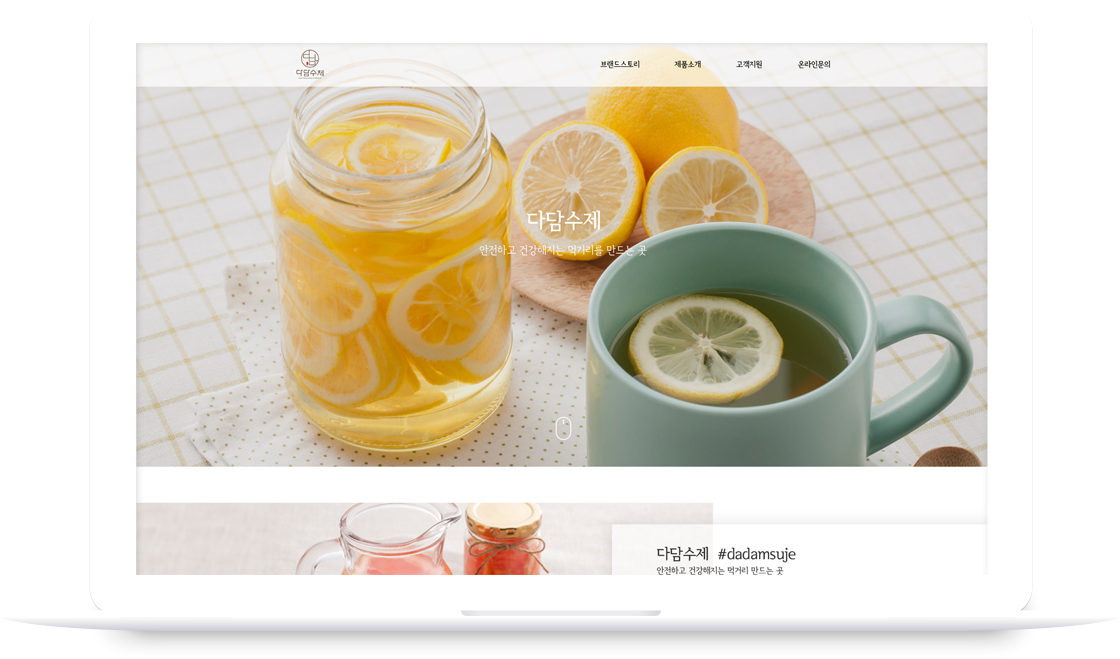 다담수제
브랜드스토리 제품소개 고객지원 온라인문의
다담수제
안전하고 건강해지는 먹거리를 만드는 곳
다담수제 #dadamsuje
안전하고 건강해지는 먹거리 만드는 곳